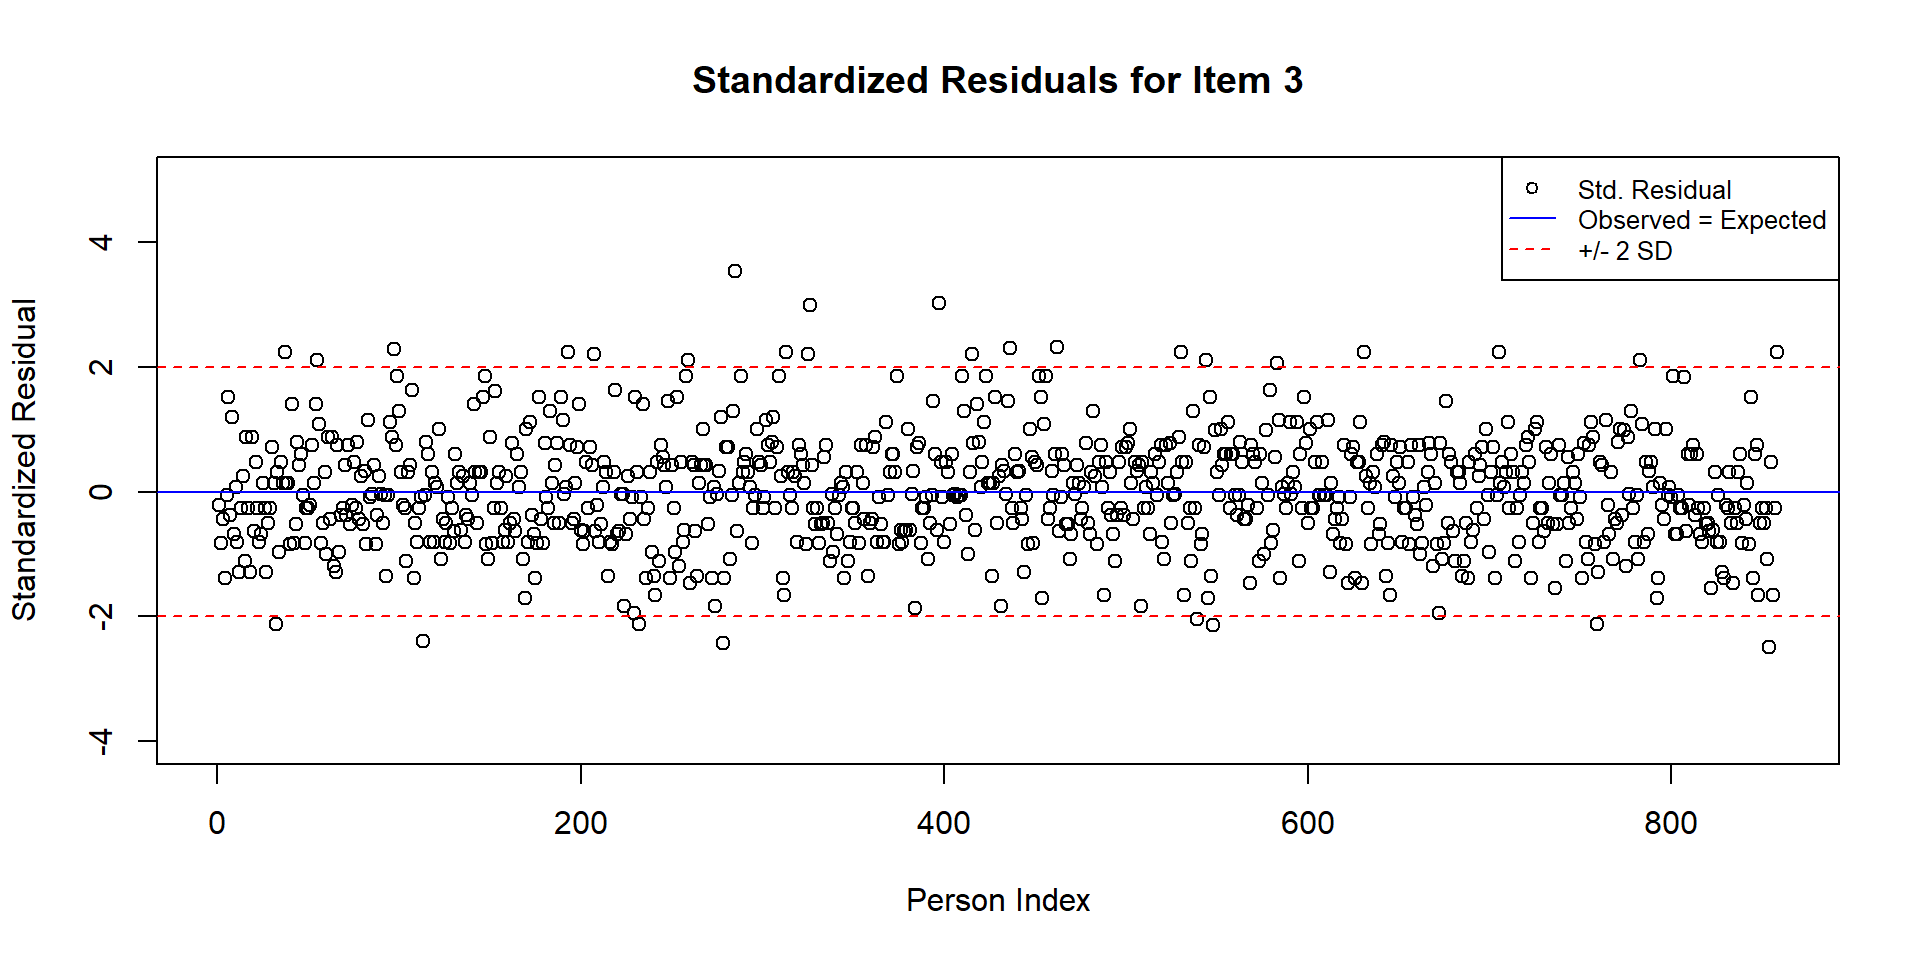 Standardized Residuals for Item 3
Std. Residual
Observed = Expected
+/- 2 SD
Standardized Residual
4
2
0
-2
-4
0 200 400 600 800
Person Index